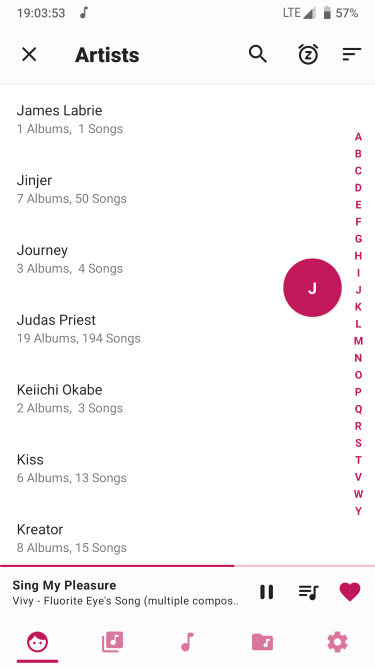 19:03:53 LTE 57%
Artists
James Labrie
1 Albums, 1 Songs
Jinjer
7 Albums, 50 Songs
Journey
3 Albums, 4 Songs
Judas Priest
19 Albums, 194 Songs
Keiichi Okabe
2 Albums, 3 Songs
Kiss
6 Albums, 13 Songs
Kreator
8 Albums, 15 Songs
J
A
B
C
D
E
F
G
H
I
J
K
L
M
N
O
P
Q
R
S
T
V
W
Y
Sing My Pleasure
Vivy - Fluorite Eye's Song (multiple compos..